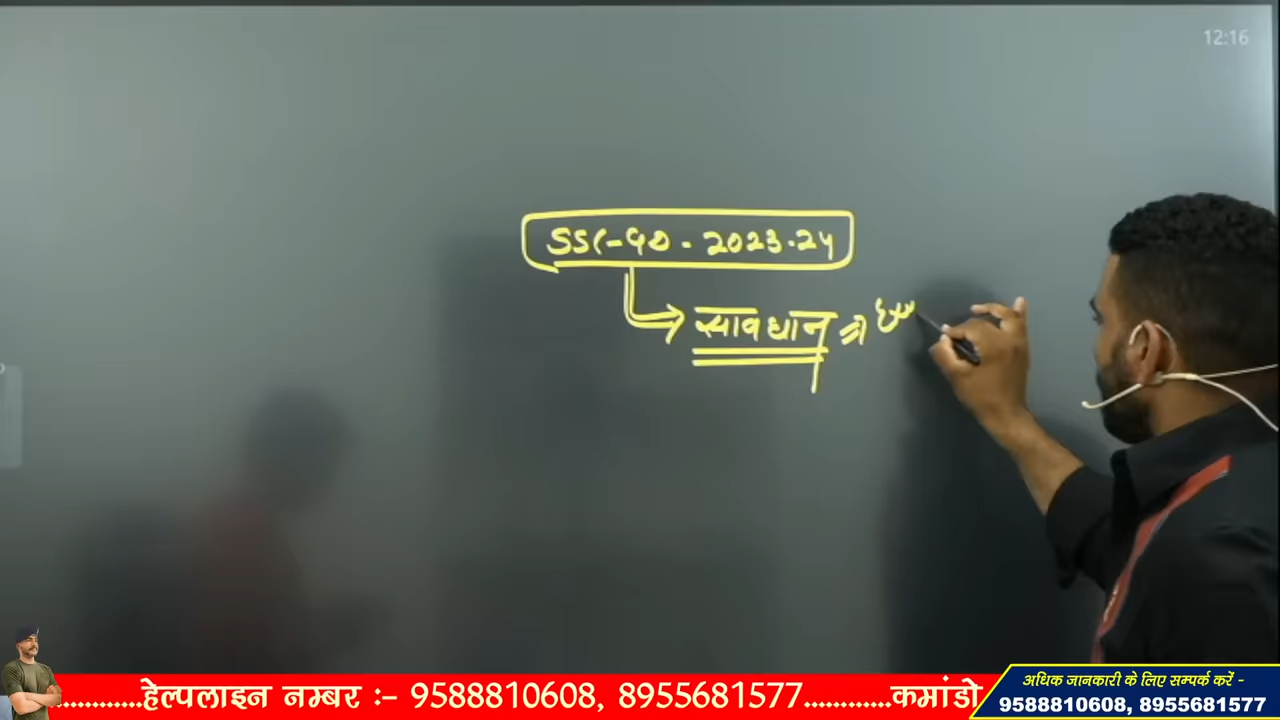 12:16
SSC-GD - 2023-24
सावधान ⇒
............हेल्पलाइन नम्बर :- 9588810608, 8955681577............कमांडो
अधिक जानकारी के लिए सम्पर्क करें -
9588810608, 8955681577